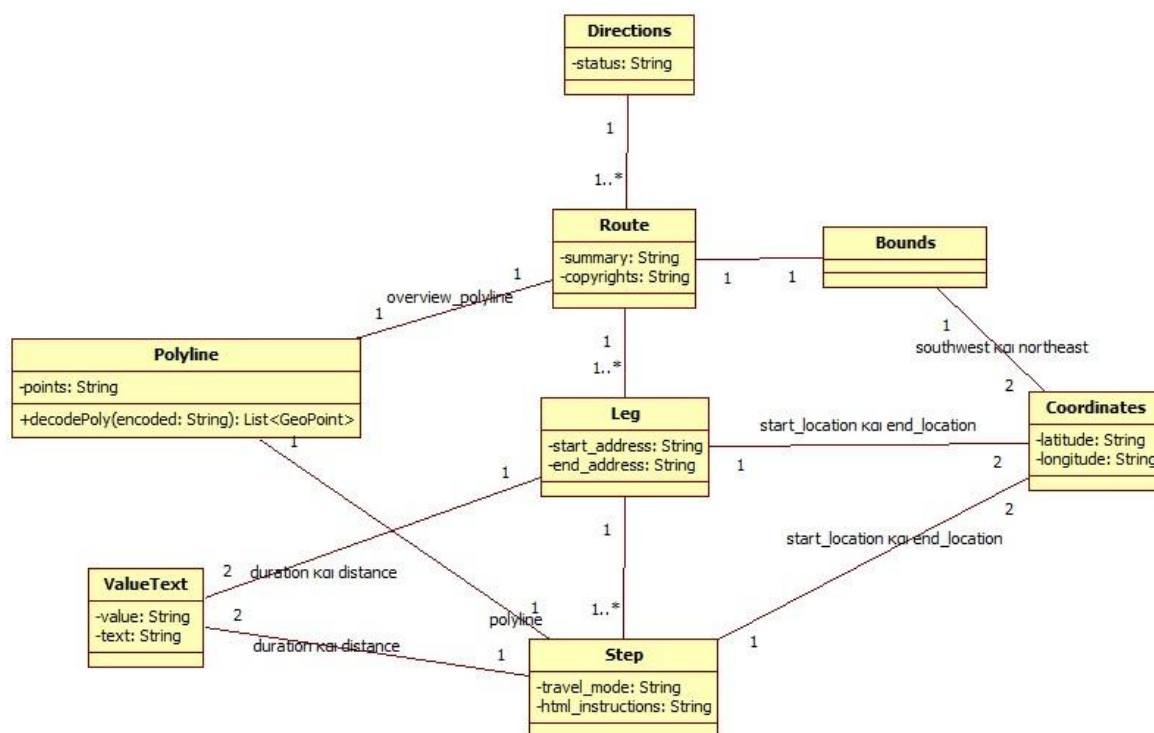 Directions
-status: String
1
1..*
Route
-summary: String
-copyrights: String
1
1
Bounds
1
overview_polyline
1
1
southwest και northeast
2
Polyline
-points: String
+decodePoly(encoded: String): List<GeoPoint>
1
1
1..*
Leg
-start_address: String
-end_address: String
1
start_location και end_location
2
Coordinates
-latitude: String
-longitude: String
1
2
duration και distance
1
1..*
2
start_location και end_location
1
ValueText
-value: String
-text: String
2
duration και distance
1
polyline
1
Step
-travel_mode: String
-html_instructions: String